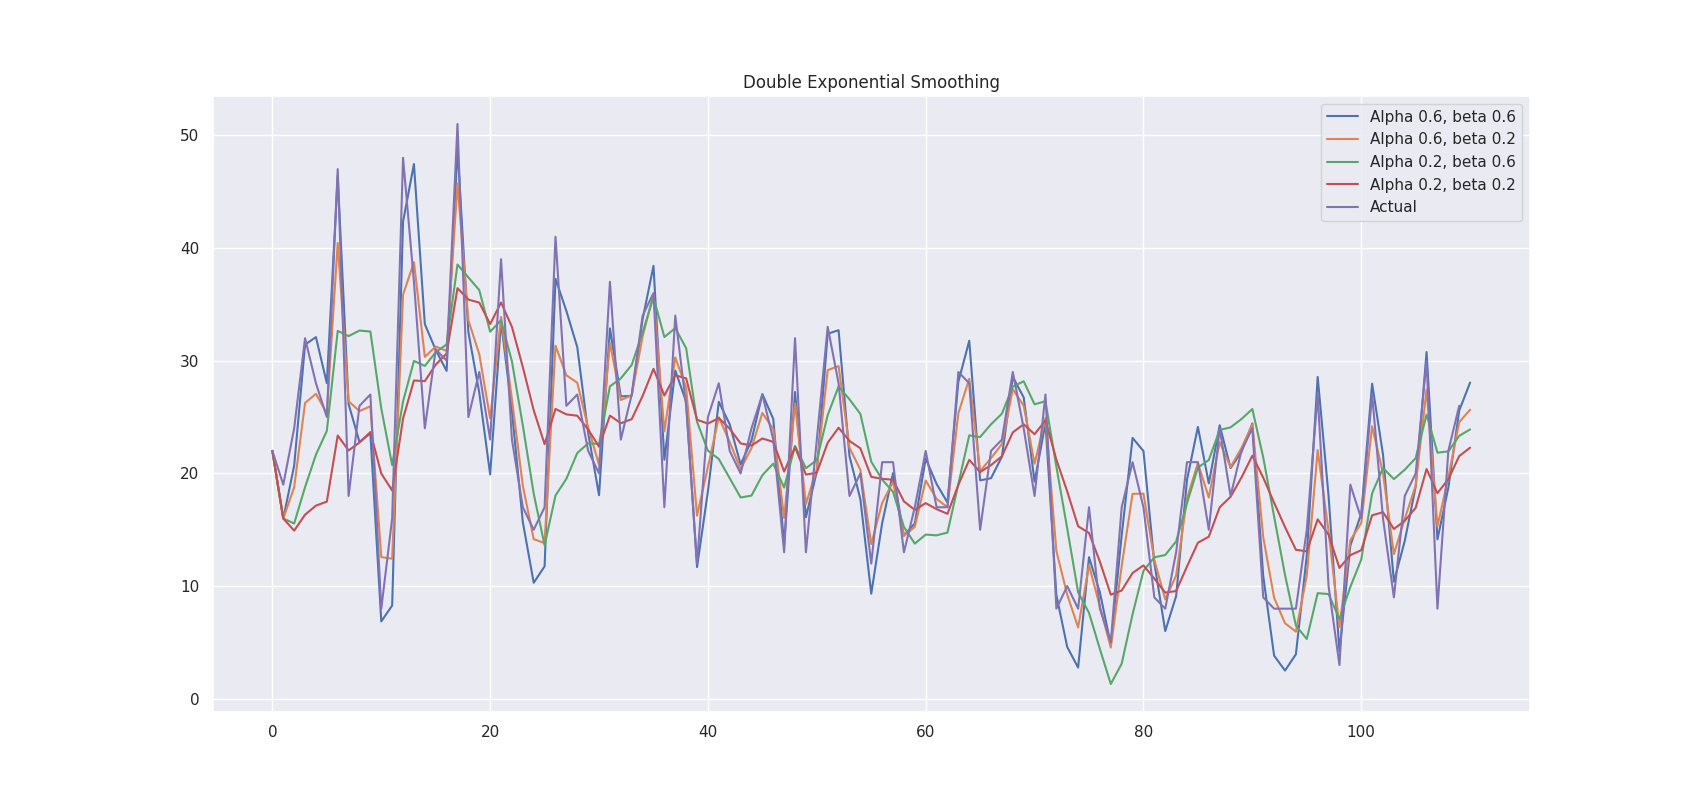 Double Exponential Smoothing
Alpha 0.6, beta 0.6
Alpha 0.6, beta 0.2
Alpha 0.2, beta 0.6
Alpha 0.2, beta 0.2
Actual
50
40
30
20
10
0
0 20 40 60 80 100